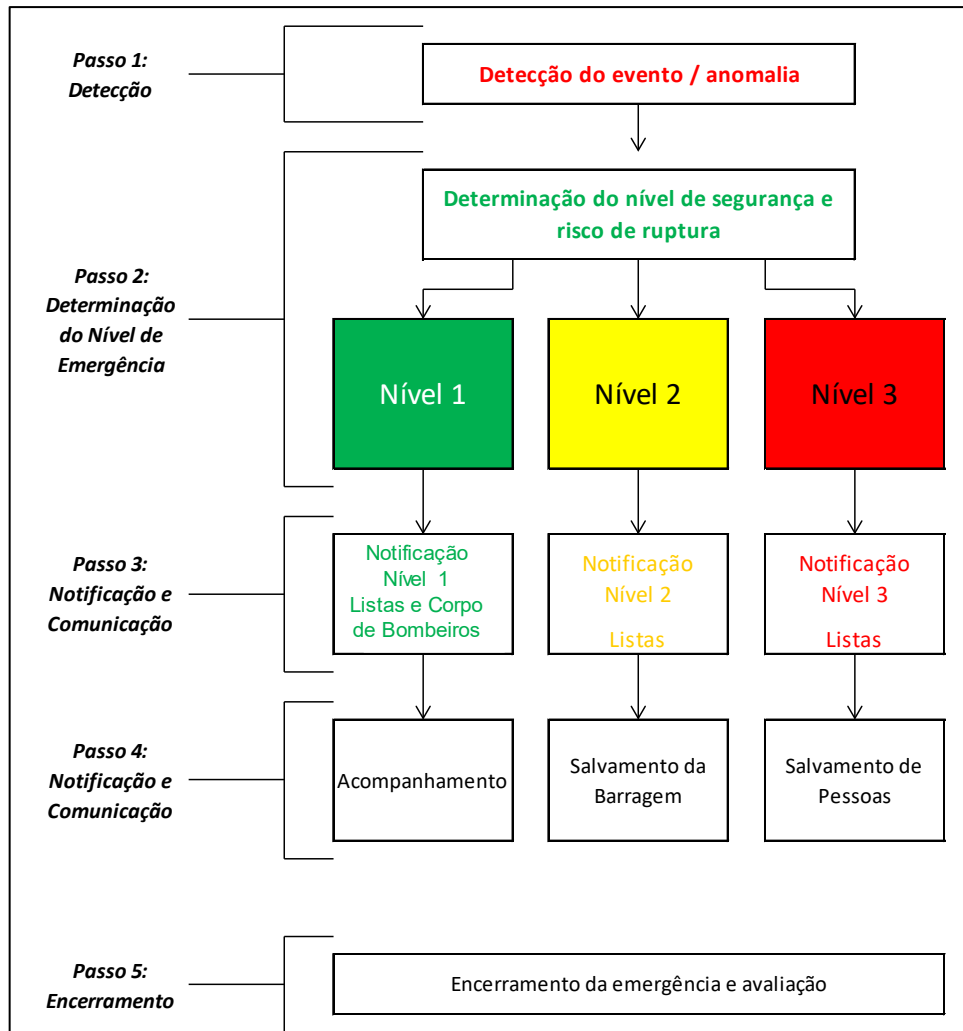 Passo 1:
Detecção
Detecção do evento / anomalia
Passo 2:
Determinação
do Nível de
Emergência
Determinação do nível de segurança e
risco de ruptura
Nível 1
Nível 2
Nível 3
Passo 3:
Notificação e
Comunicação
Notificação
Nível 1
Listas e Corpo
de Bombeiros
Notificação
Nível 2
Listas
Notificação
Nível 3
Listas
Passo 4:
Notificação e
Comunicação
Acompanhamento
Salvamento da
Barragem
Salvamento de
Pessoas
Passo 5:
Encerramento
Encerramento da emergência e avaliação